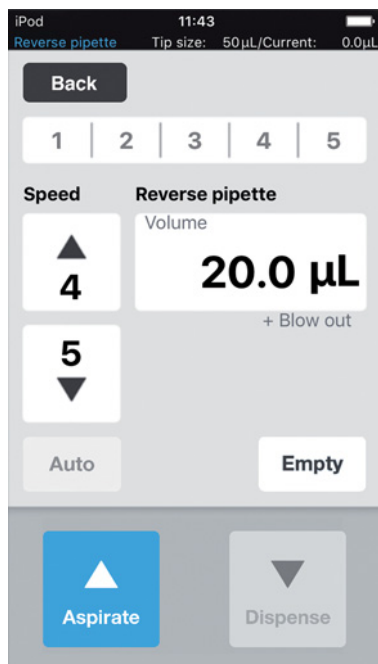 iPod 11:43
Reverse pipette Tip size: 50µL/Current: 0.0µL
Back
1 2 3 4 5
Speed Reverse pipette
Volume
20.0 µL
4
+ Blow out
5
Auto Empty
Aspirate Dispense